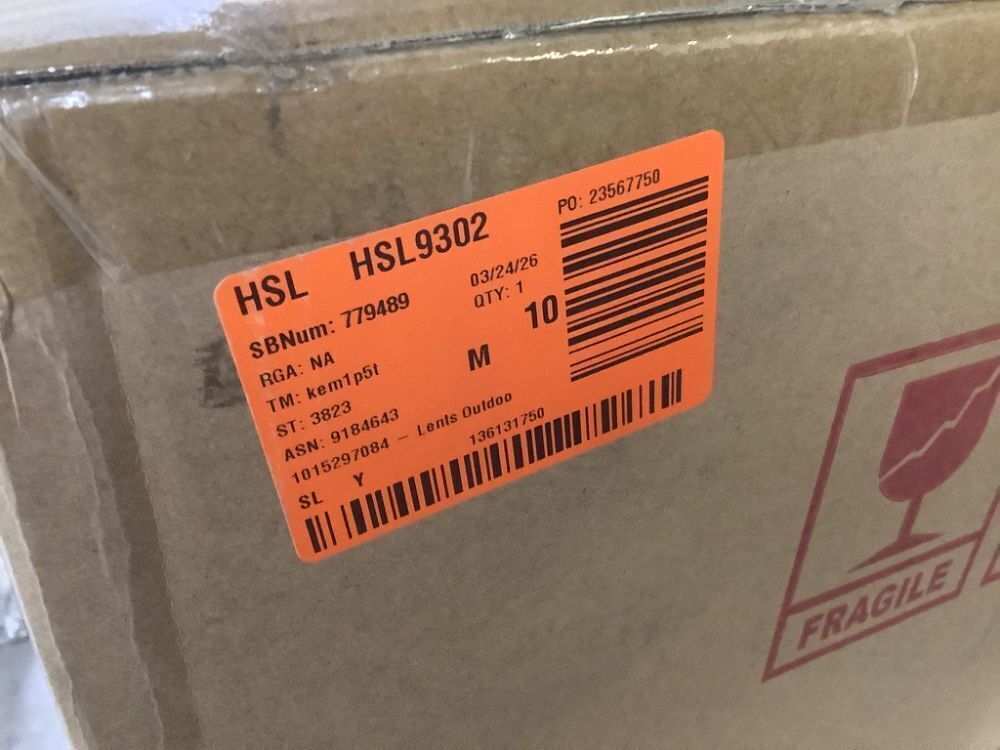 HSL HSL9302
PO: 23567750
SBNum: 779489
03/24/26
RGA: NA
QTY: 1
TM: kem1p5t
M
10
ST: 3823
ASN: 9184643
1015297084 - Lents Outdoo
SL Y
136131750
FRAGILE